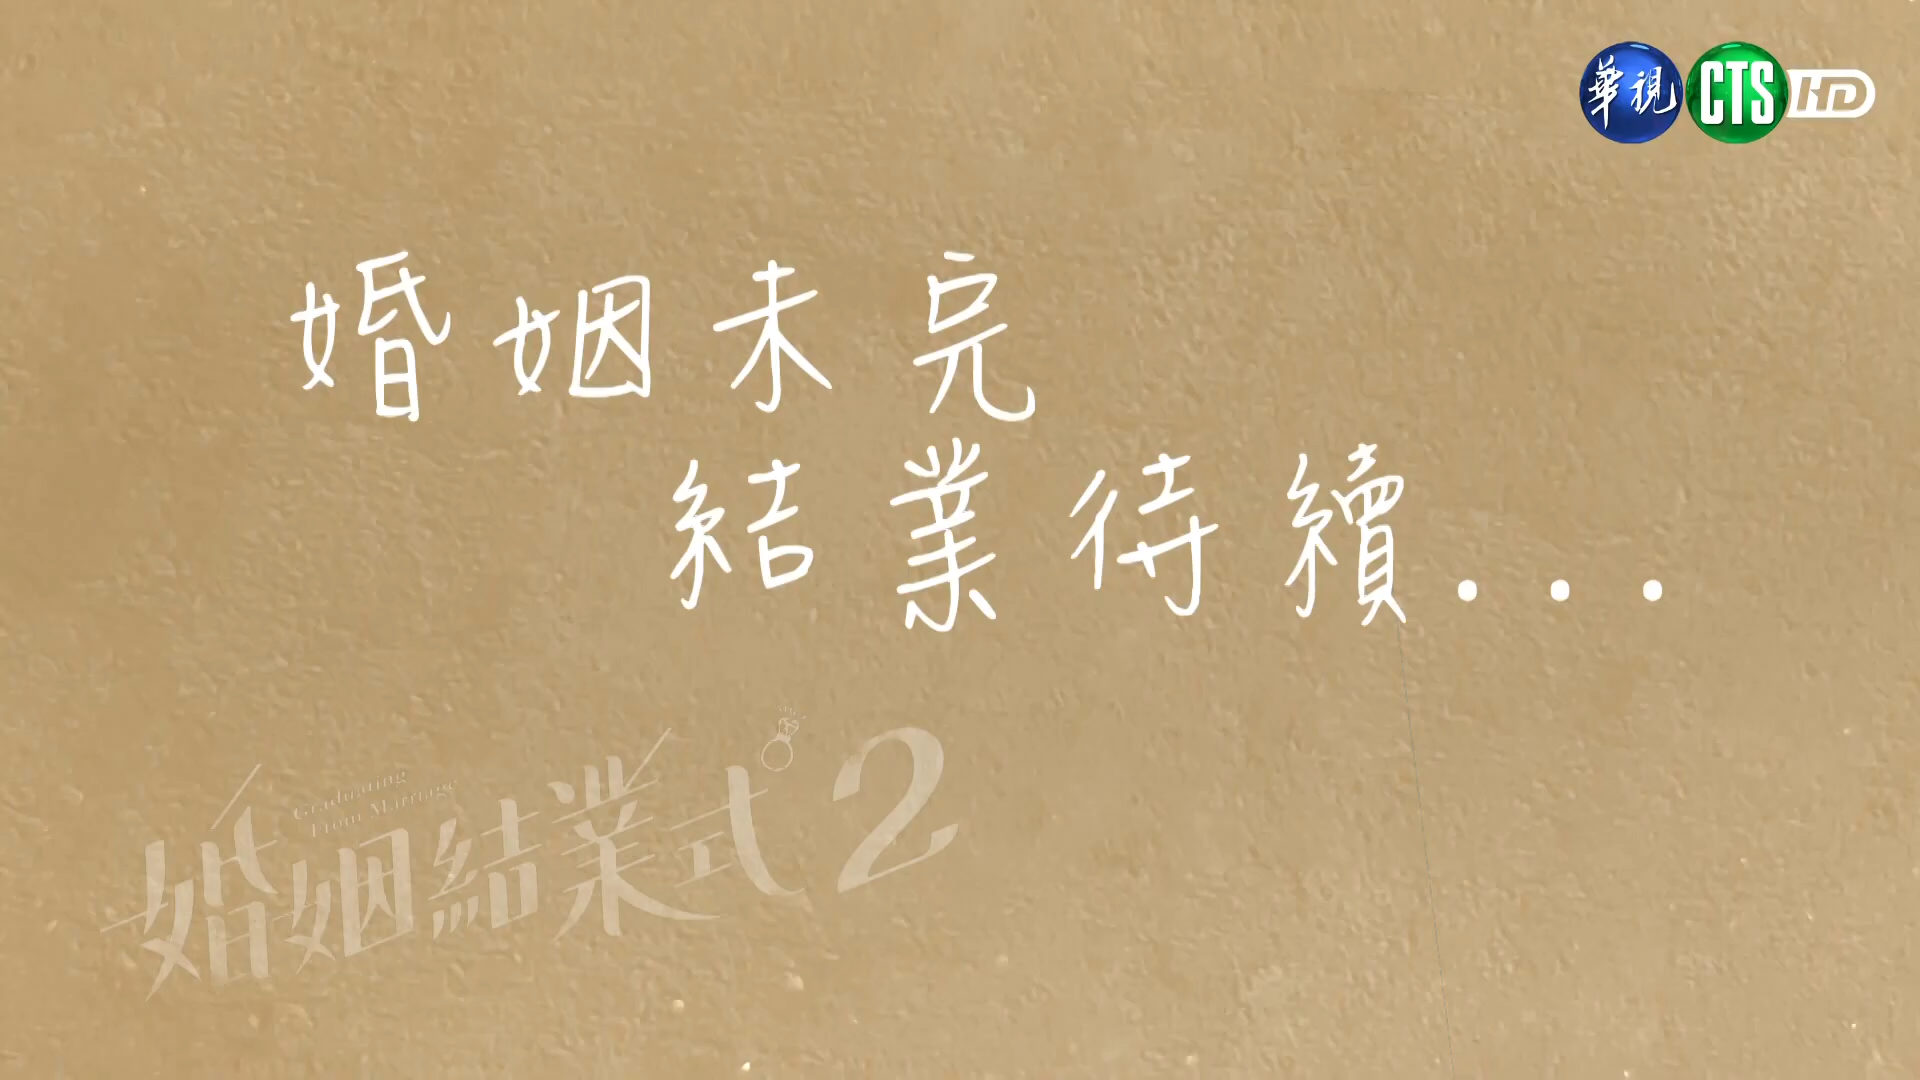 華視 CTS HD
婚姻未完
結業待續...
Graduating
From Marriage
婚姻結業式2